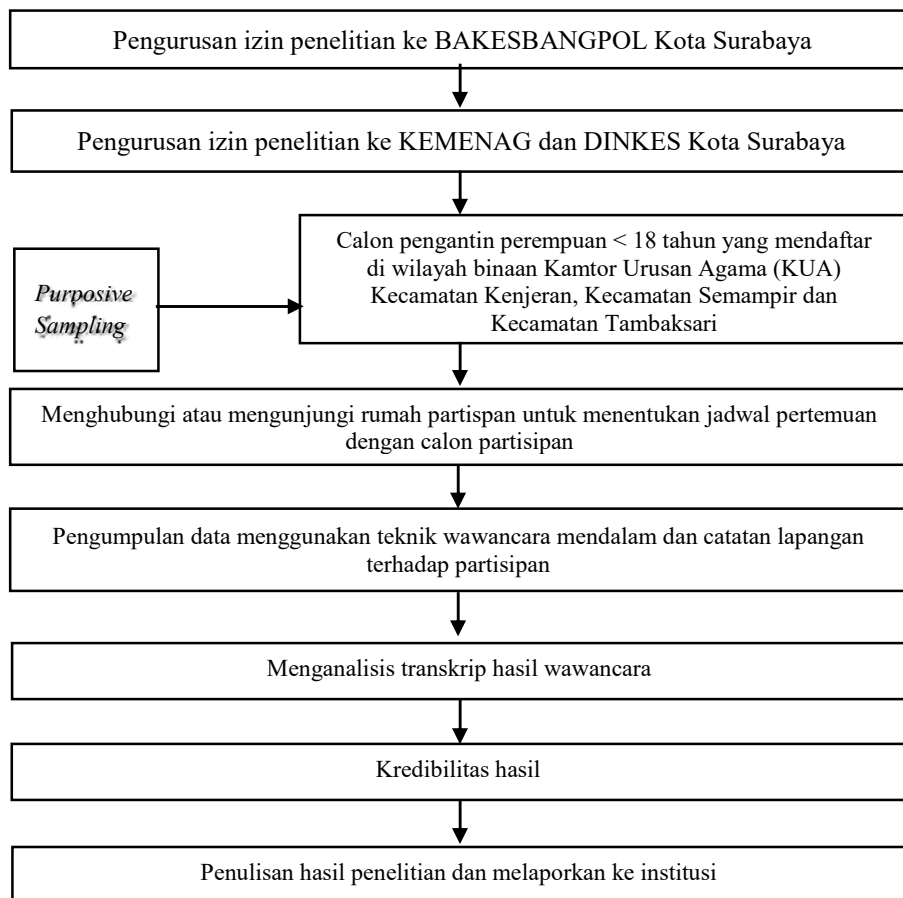 Pengurusan izin penelitian ke BAKESBANGPOL Kota Surabaya
Pengurusan izin penelitian ke KEMENAG dan DINKES Kota Surabaya
Calon pengantin perempuan < 18 tahun yang mendaftar
di wilayah binaan Kamtor Urusan Agama (KUA)
Kecamatan Kenjeran, Kecamatan Semampir dan
Kecamatan Tambaksari
Purposive
Sampling
Menghubungi atau mengunjungi rumah partispan untuk menentukan jadwal pertemuan
dengan calon partisipan
Pengumpulan data menggunakan teknik wawancara mendalam dan catatan lapangan
terhadap partisipan
Menganalisis transkrip hasil wawancara
Kredibilitas hasil
Penulisan hasil penelitian dan melaporkan ke institusi